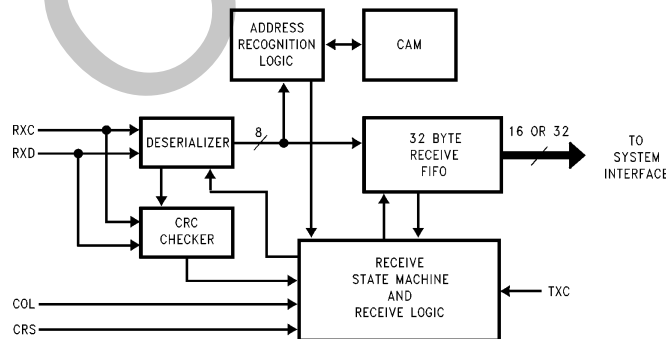 ADDRESS
RECOGNITION
LOGIC
CAM
RXC
RXD
DESERIALIZER
8
32 BYTE
RECEIVE
FIFO
16 OR 32
TO
SYSTEM
INTERFACE
CRC
CHECKER
RECEIVE
STATE MACHINE
AND
RECEIVE LOGIC
TXC
COL
CRS